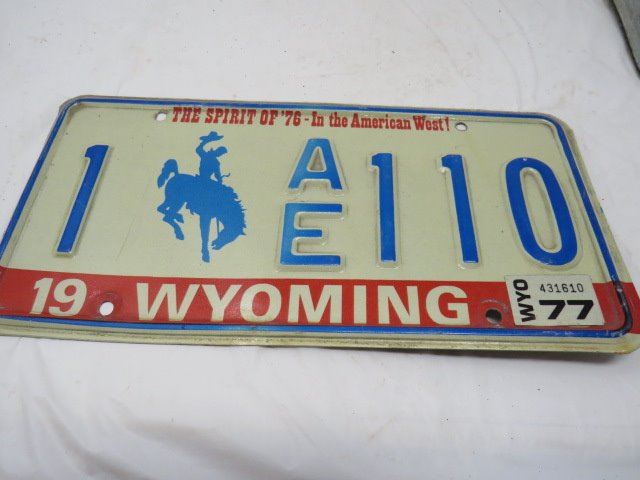 THE SPIRIT OF '76 - In the American West!
1 AE 110
19 WYOMING WYO 431610 77